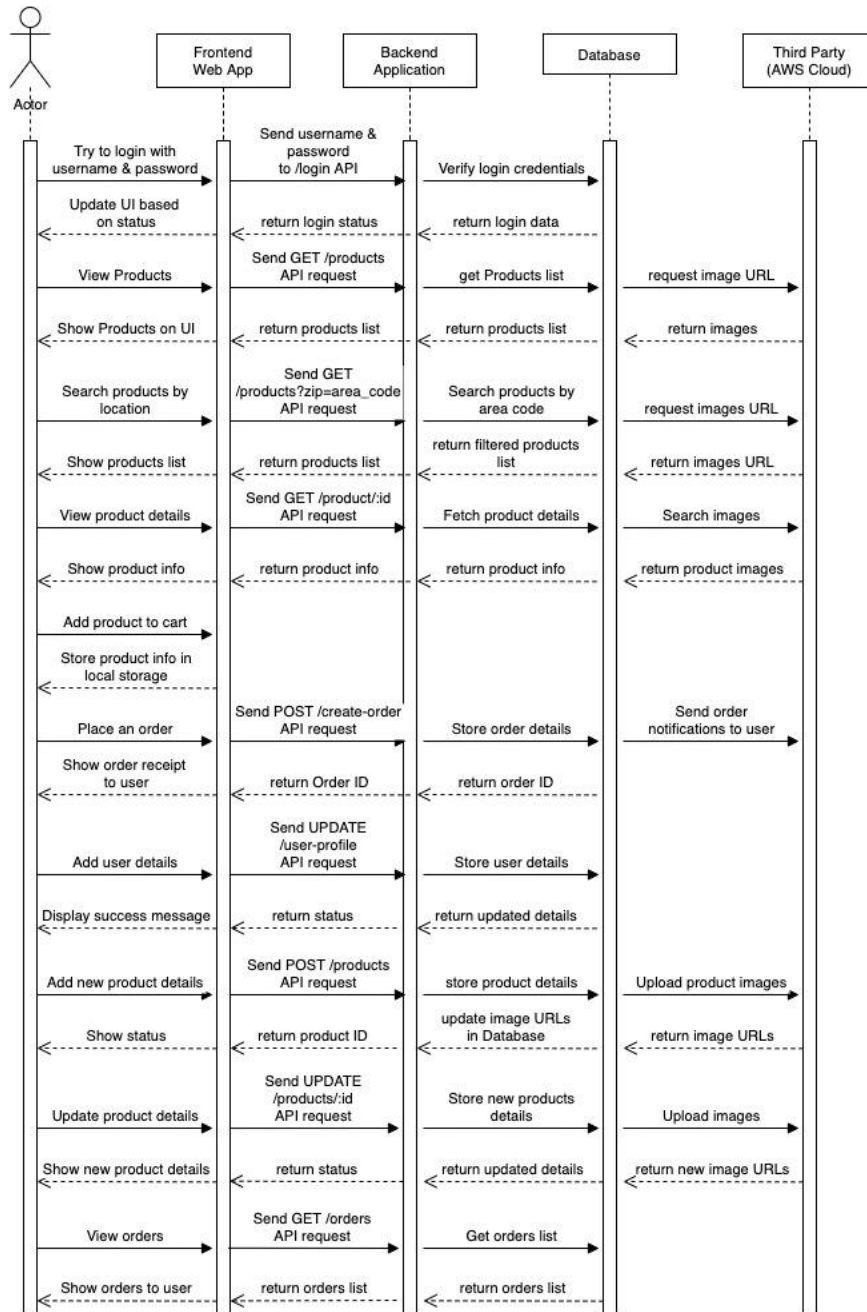 Frontend
Web App
Backend
Application
Database
Third Party
(AWS Cloud)
Actor
Try to login with
username & password
Send username &
password
to /login API
Verify login credentials
Update UI based
on status
return login status
return login data
View Products
Send GET /products
API request
get Products list
request image URL
Show Products on UI
return products list
return products list
return images
Search products by
location
Send GET
/products?zip=area_code
API request
Search products by
area code
request images URL
Show products list
return products list
return filtered products
list
return images URL
View product details
Send GET /product/:id
API request
Fetch product details
Search images
Show product info
return product info
return product info
return product images
Add product to cart
Store product info in
local storage
Place an order
Send POST /create-order
API request
Store order details
Send order
notifications to user
Show order receipt
to user
return Order ID
return order ID
Add user details
Send UPDATE
/user-profile
API request
Store user details
Display success message
return status
return updated details
Add new product details
Send POST /products
API request
store product details
Upload product images
Show status
return product ID
update image URLs
in Database
return image URLs
Update product details
Send UPDATE
/products/:id
API request
Store new products
details
Upload images
Show new product details
return status
return updated details
return new image URLs
View orders
Send GET /orders
API request
Get orders list
Show orders to user
return orders list
return orders list